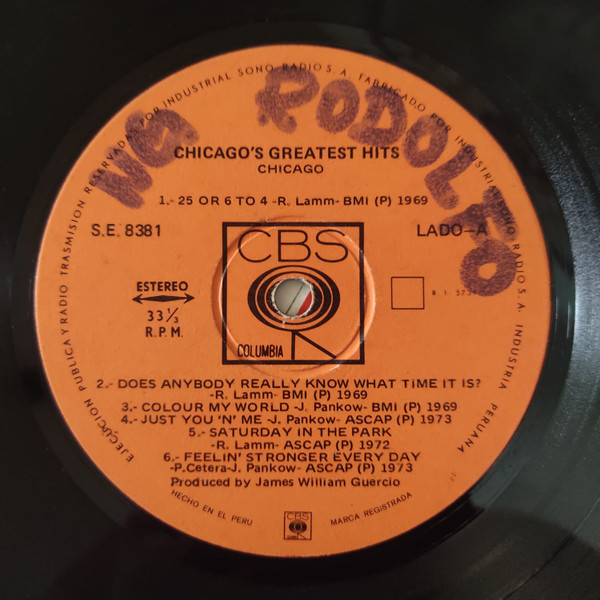 EJECUCION PUBLICA Y RADIO TRASMISION RESERVADAS POR INDUSTRIAL SONO RADIO S. A. FABRICADO POR INDUSTRIAL SONO RADIO S. A. INDUSTRIA PERUANA
RODOLFO
CHICAGO'S GREATEST HITS
CHICAGO
1.- 25 OR 6 TO 4 -R. Lamm- BMI (P) 1969
S.E. 8381
LADO-A
CBS
ESTEREO
33⅓
R.P.M.
COLUMBIA
2.- DOES ANYBODY REALLY KNOW WHAT TiME IT IS?
-R. Lamm- BMI (P) 1969
3.- COLOUR MY WORLD -J. Pankow- BMI (P) 1969
4.- JUST YOU 'N' ME -J. Pankow- ASCAP (P) 1973
5.- SATURDAY IN THE PARK
-R. Lamm- ASCAP (P) 1972
6.- FEELIN' STRONGER EVERY DAY
-P.Cetera-J. Pankow- ASCAP (P) 1973
Produced by James William Guercio
HECHO EN EL PERU
CBS
MARCA REGISTRADA